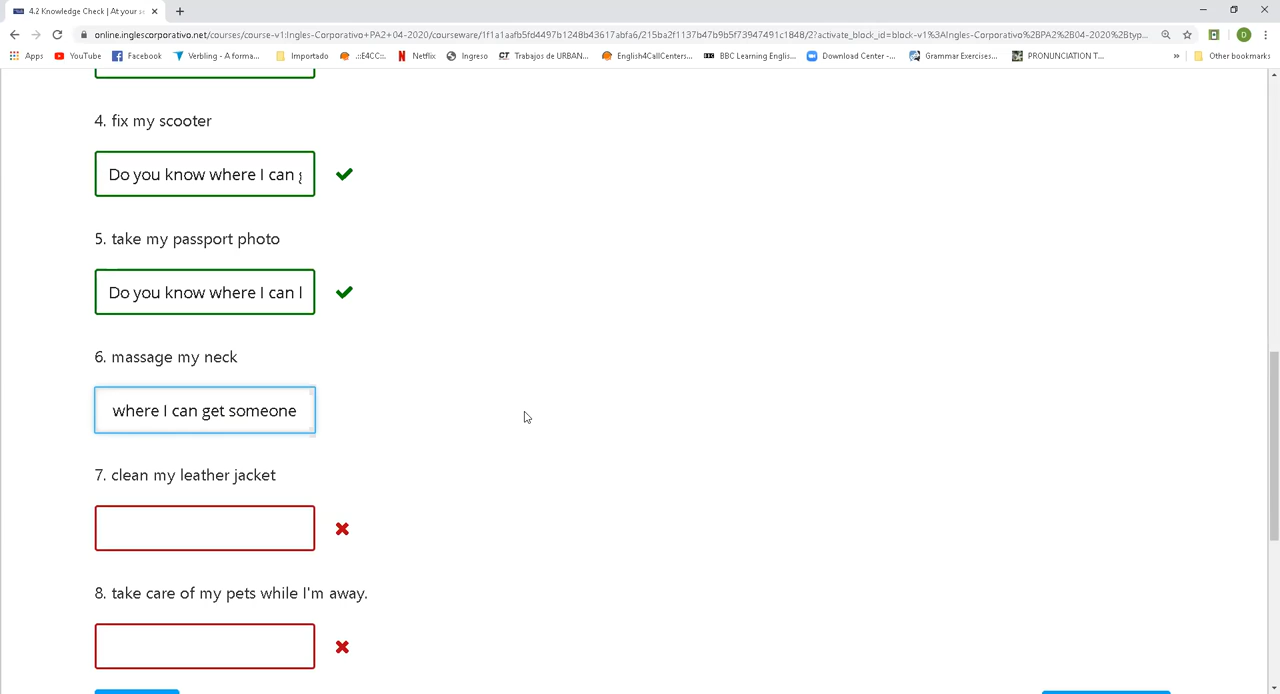 4.2 Knowledge Check | At your s
online.inglescorporativo.net/courses/course-v1:Ingles-Corporativo+PA2+04-2020/courseware/1f1a1aafb5fd4497b1248b43617abfa6/215ba2f1137b47b9b5f73947491c1848/2?activate_block_id=block-v1%3AIngles-Corporativo%2BPA2%2B04-2020%2Btyp...
Apps YouTube Facebook Verbling - A forma... Importado .::E4CC::. Netflix Ingreso Trabajos de URBAN... English4CallCenters... BBC Learning Englis... Download Center -... Grammar Exercises... PRONUNCIATION T... » Other bookmarks
4. fix my scooter
Do you know where I can g
5. take my passport photo
Do you know where I can
6. massage my neck
where I can get someone
7. clean my leather jacket
8. take care of my pets while I'm away.